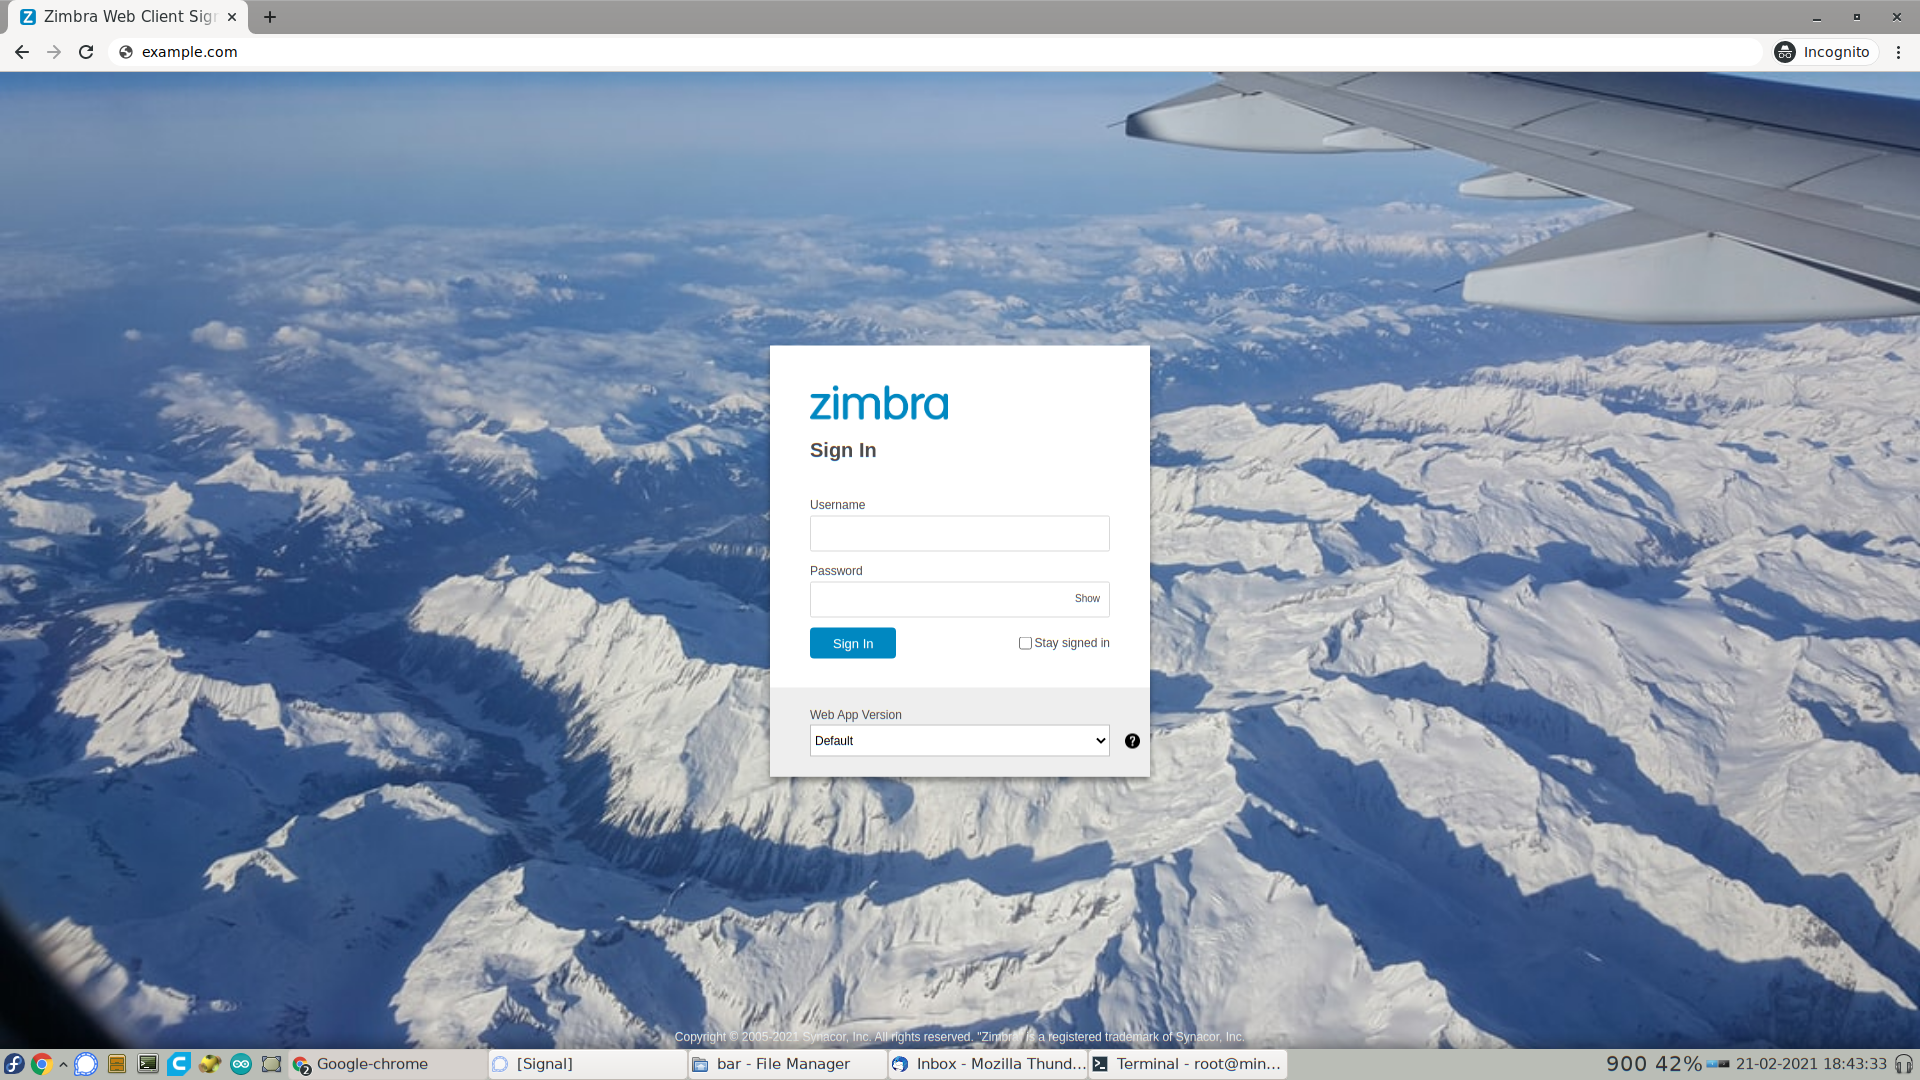 Zimbra Web Client Sig
example.com
Incognito
zimbra
Sign In
Username
Password
Show
Sign In
Stay signed in
Web App Version
Default
?
Copyright © 2005-2021 Synacor, Inc. All rights reserved. "Zimbra" is a registered trademark of Synacor, Inc.
2 Google-chrome
[Signal]
bar - File Manager
Inbox - Mozilla Thund...
Terminal - root@min...
900 42%
21-02-2021 18:43:33